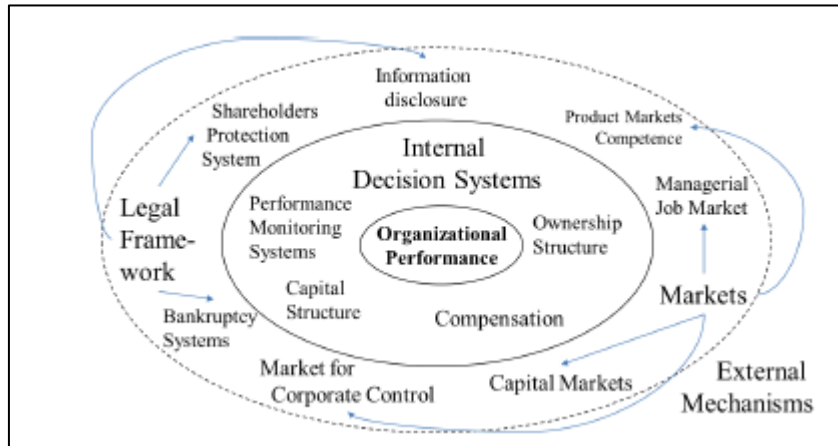 Information
disclosure
Shareholders
Protection
System
Product Markets
Competence
Internal
Decision Systems
Managerial
Job Market
Performance
Monitoring
Systems
Ownership
Structure
Organizational
Performance
Legal
Frame-
work
Capital
Structure
Markets
Compensation
Bankruptcy
Systems
Market for
Corporate Control
Capital Markets
External
Mechanisms